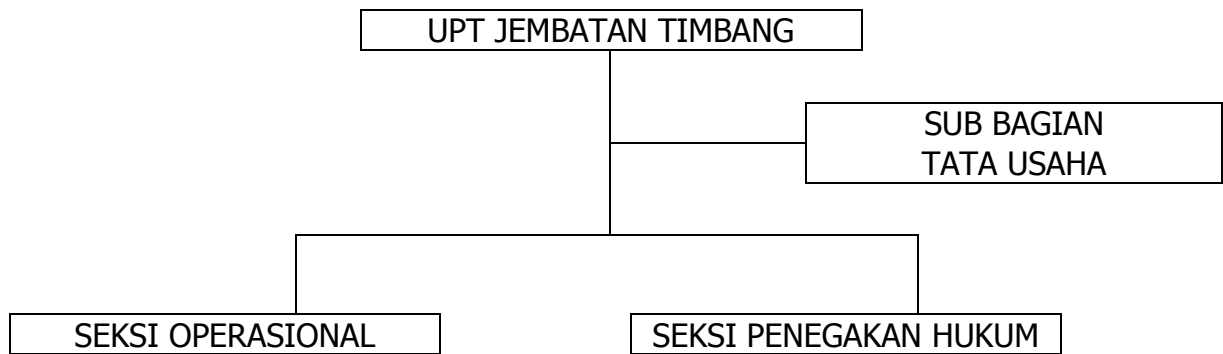 UPT JEMBATAN TIMBANG
SUB BAGIAN
TATA USAHA
SEKSI OPERASIONAL
SEKSI PENEGAKAN HUKUM